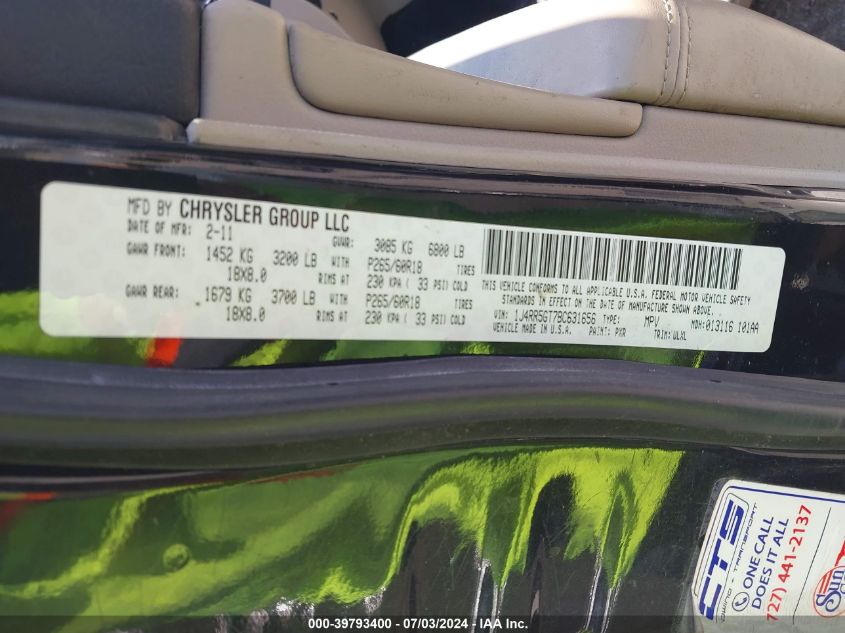 MFD BY CHRYSLER GROUP LLC
DATE OF MFR: 2-11 GVWR: 3085 KG 6800 LB
GAWR FRONT: 1452 KG 3200 LB WITH P265/60R18 TIRES
18X8.0 RIMS AT 230 KPA ( 33 PSI) COLD
GAWR REAR: 1679 KG 3700 LB WITH P265/60R18 TIRES
18X8.0 RIMS AT 230 KPA ( 33 PSI) COLD
THIS VEHICLE CONFORMS TO ALL APPLICABLE U.S.A. FEDERAL MOTOR VEHICLE SAFETY
STANDARDS IN EFFECT ON THE DATE OF MANUFACTURE SHOWN ABOVE.
VIN: 1J4RR5GT7BC631656 TYPE: MPV MDH: 013116 101AA
MADE IN U.S.A. PAINT: PXR TRIM: WLXL
CTS
TRANSPORT
ONE CALL
DOES IT ALL
727) 441-2137
Sun
000-39793400 - 07/03/2024 - IAA Inc.